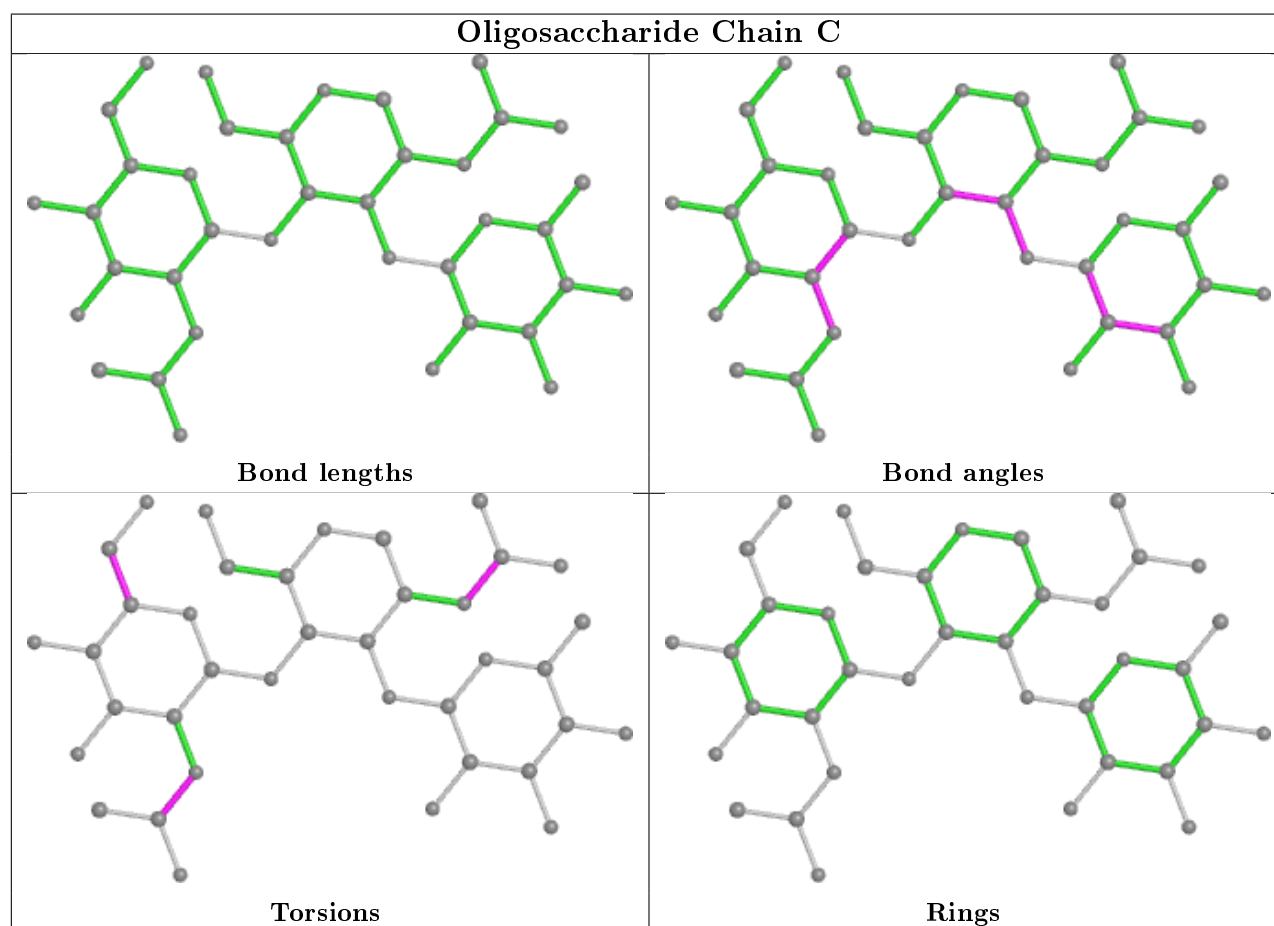 Oligosaccharide Chain C
Bond lengths
Bond angles
Torsions
Rings